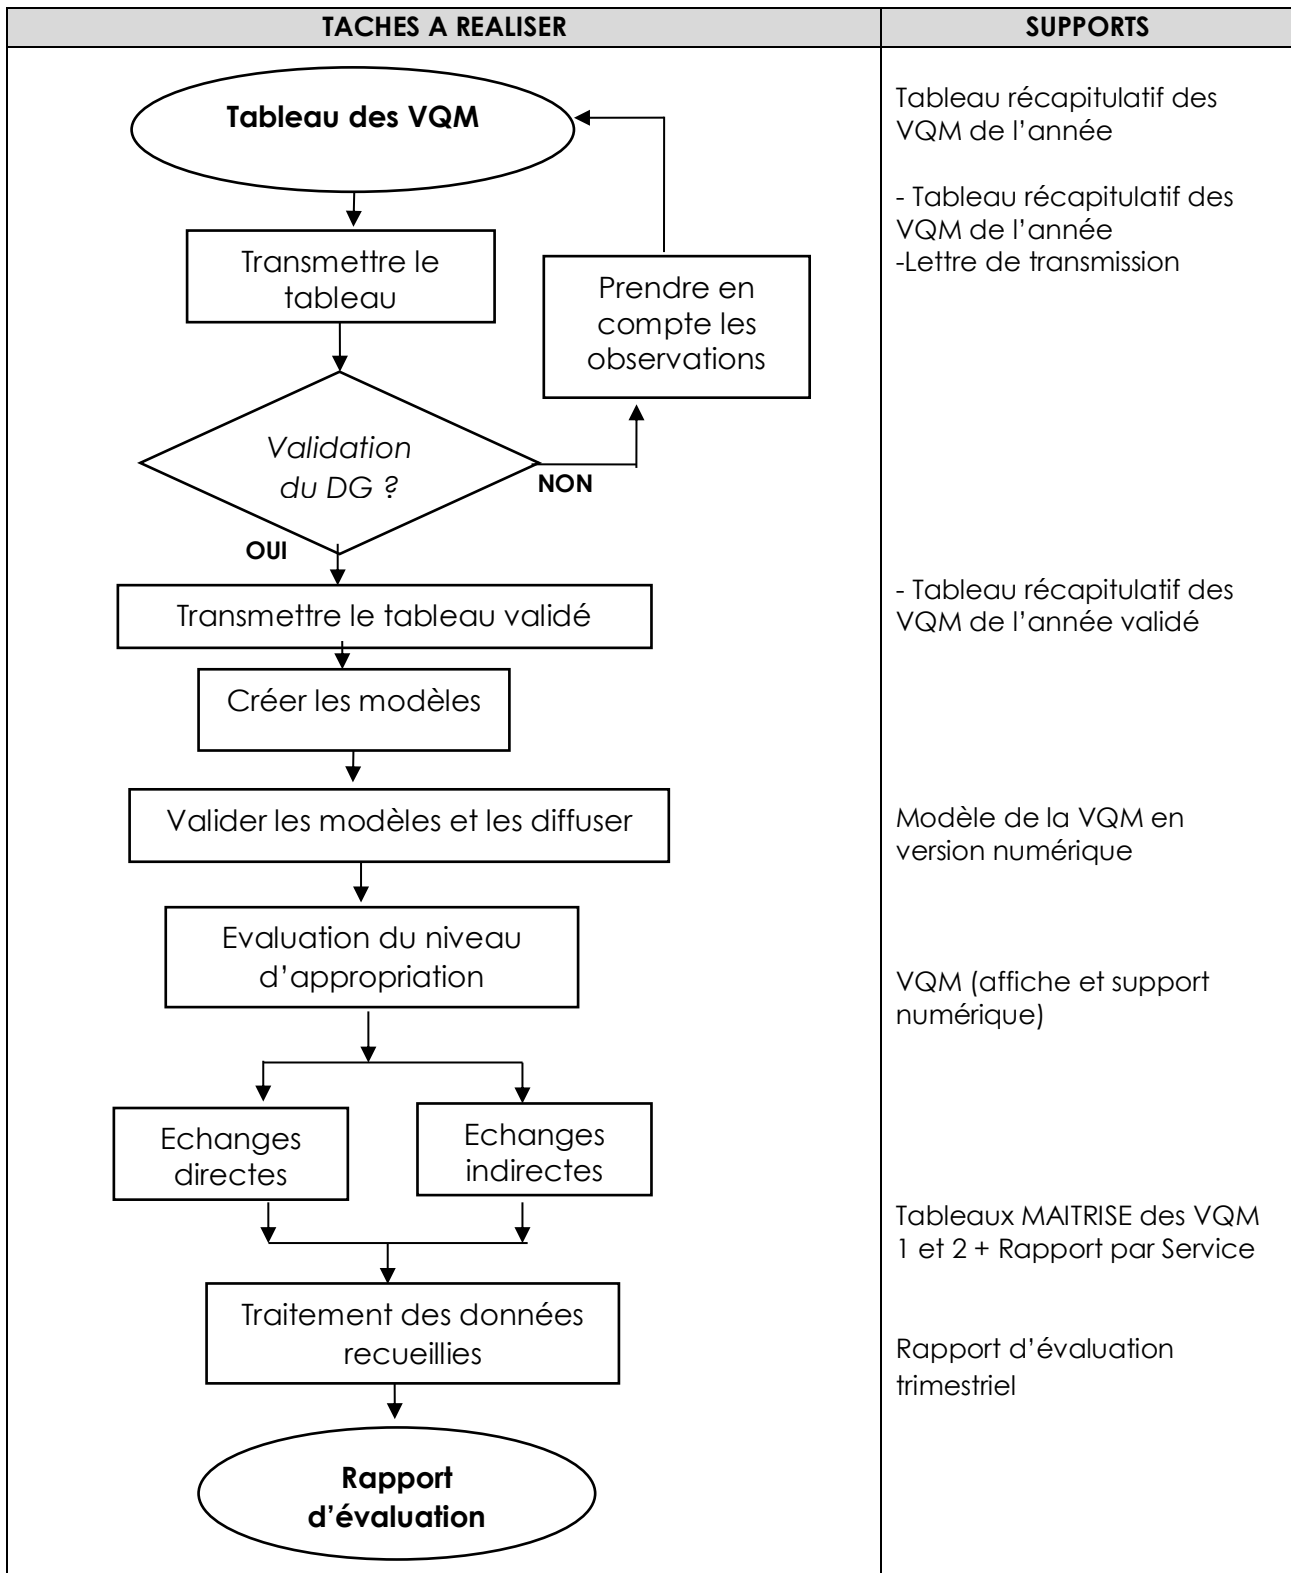 TACHES A REALISER
SUPPORTS
Tableau des VQM
Transmettre le
tableau
Prendre en
compte les
observations
Validation
du DG ?
NON
OUI
Transmettre le tableau validé
Créer les modèles
Valider les modèles et les diffuser
Evaluation du niveau
d’appropriation
Echanges
directes
Echanges
indirectes
Traitement des données
recueillies
Rapport
d’évaluation
Tableau récapitulatif des
VQM de l’année
- Tableau récapitulatif des
VQM de l’année
-Lettre de transmission
- Tableau récapitulatif des
VQM de l’année validé
Modèle de la VQM en
version numérique
VQM (affiche et support
numérique)
Tableaux MAITRISE des VQM
1 et 2 + Rapport par Service
Rapport d’évaluation
trimestriel